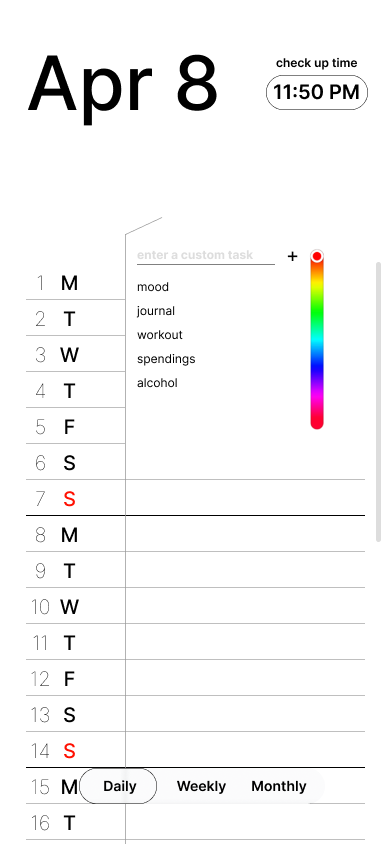 check up time
Apr 8
11:50 PM
enter a custom task +
1 M
mood
2 T
journal
3 W
workout
spendings
4 T
alcohol
5 F
6 S
7 S
8 M
9 T
10 W
11 T
12 F
13 S
14 S
15 M
Daily Weekly Monthly
16 T